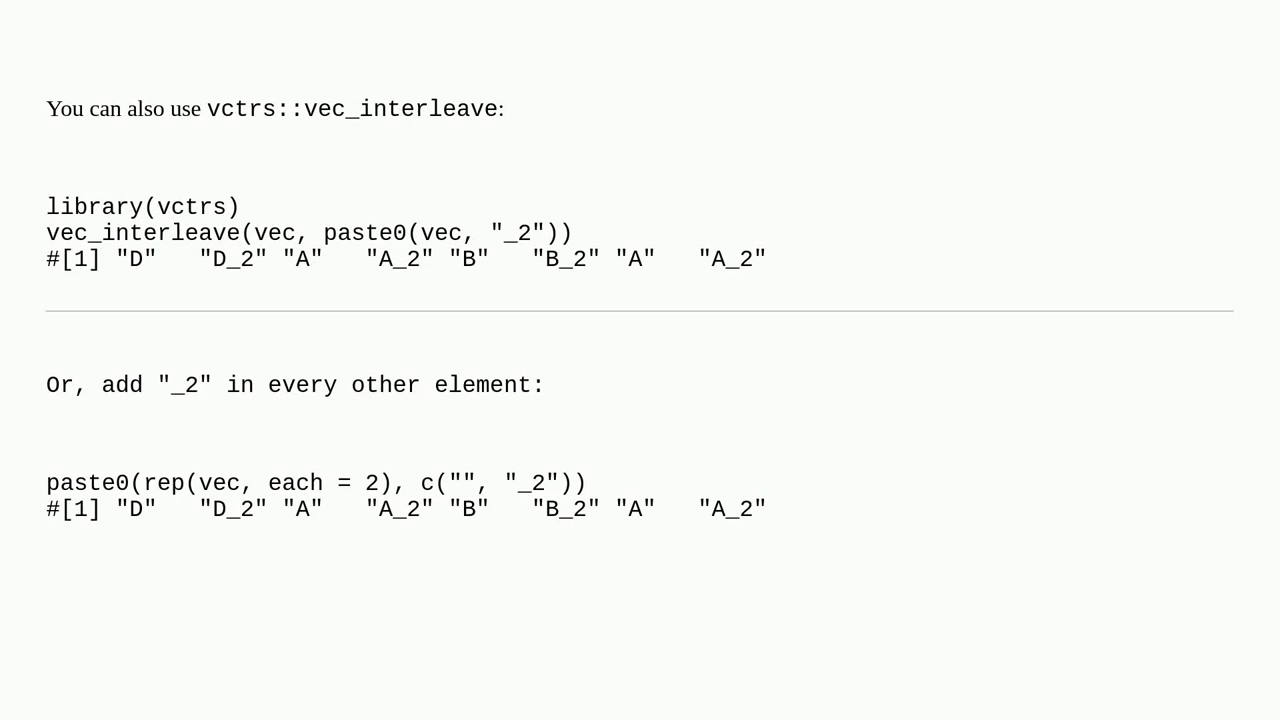 You can also use vctrs::vec_interleave:
library(vctrs)
vec_interleave(vec, paste0(vec, "_2"))
#[1] "D"   "D_2" "A"   "A_2" "B"   "B_2" "A"   "A_2"
Or, add "_2" in every other element:
paste0(rep(vec, each = 2), c("", "_2"))
#[1] "D"   "D_2" "A"   "A_2" "B"   "B_2" "A"   "A_2"